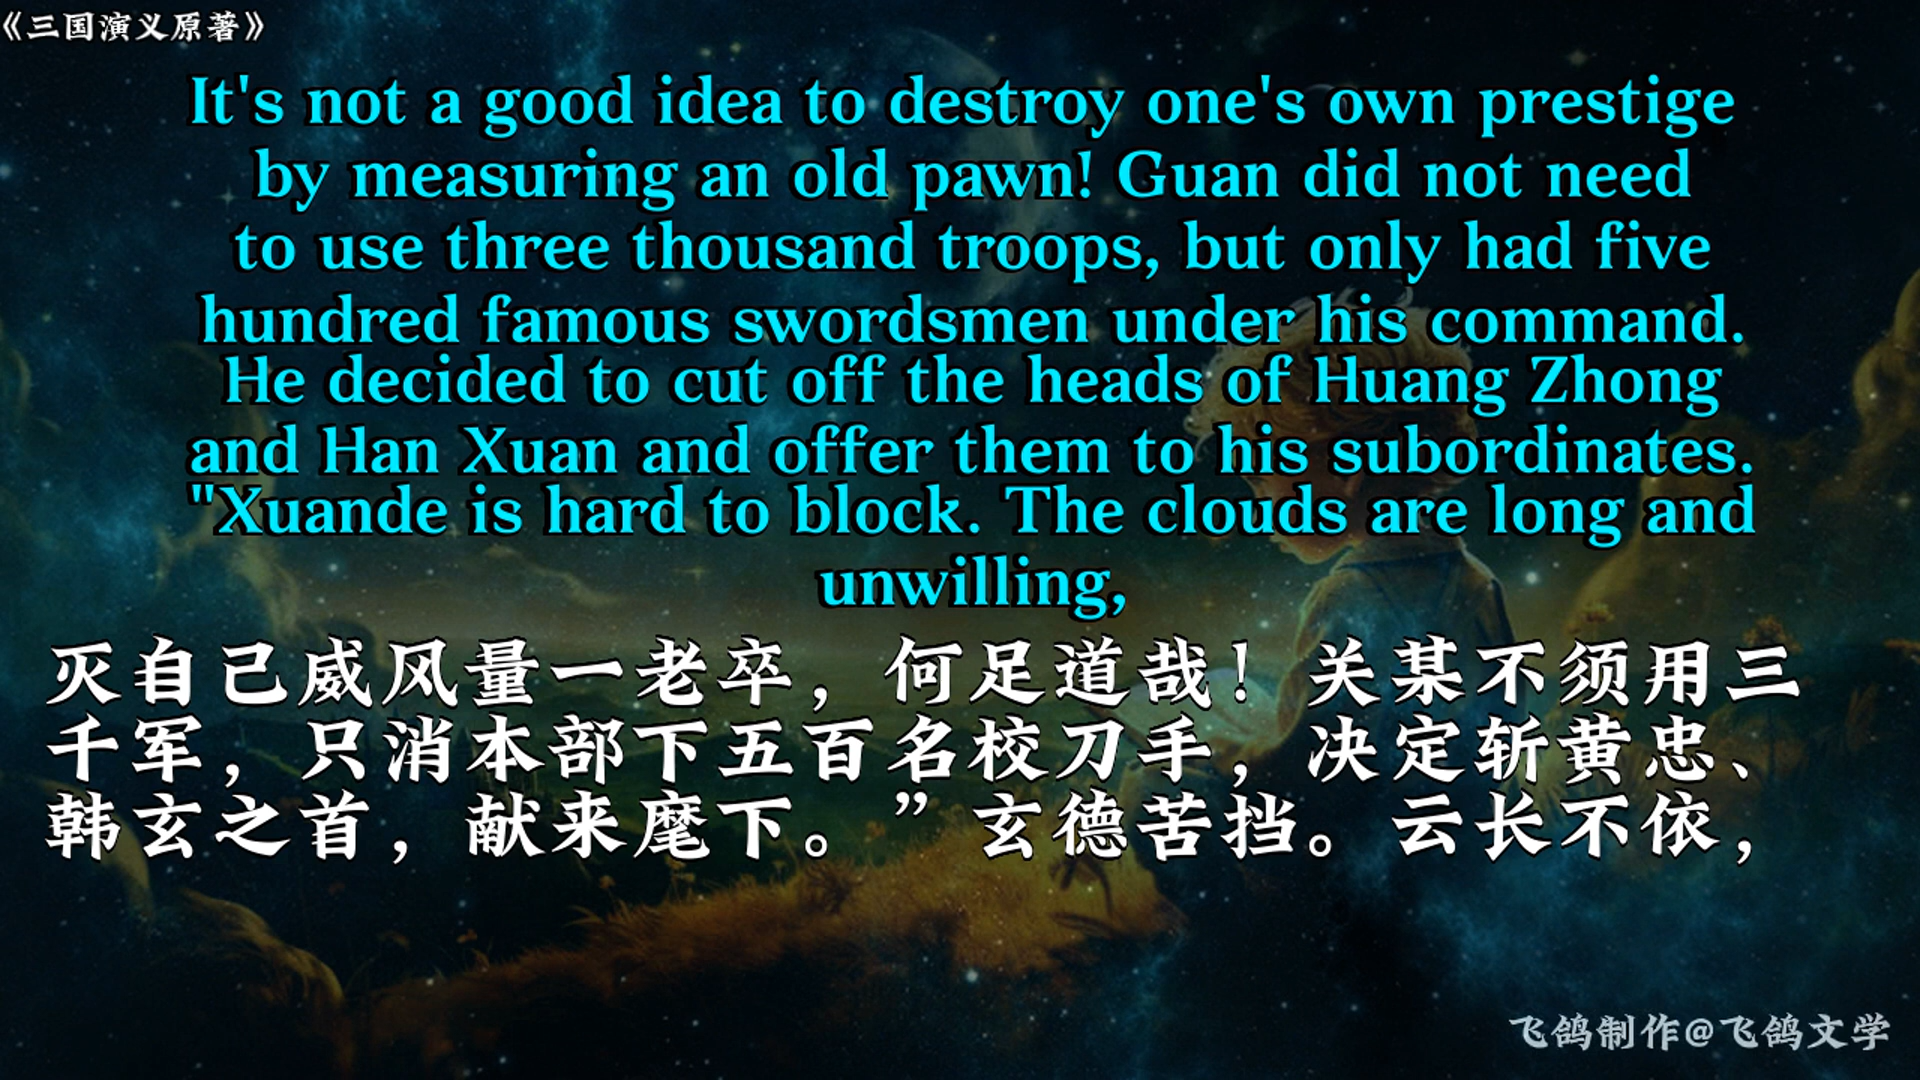 《三国演义原著》
It's not a good idea to destroy one's own prestige
by measuring an old pawn! Guan did not need
to use three thousand troops, but only had five
hundred famous swordsmen under his command.
He decided to cut off the heads of Huang Zhong
and Han Xuan and offer them to his subordinates.
"Xuande is hard to block. The clouds are long and
unwilling,
灭自己威风量一老卒，何足道哉！关某不须用三
千军，只消本部下五百名校刀手，决定斩黄忠、
韩玄之首，献来麾下。”玄德苦挡。云长不依，
飞鸽制作@飞鸽文学